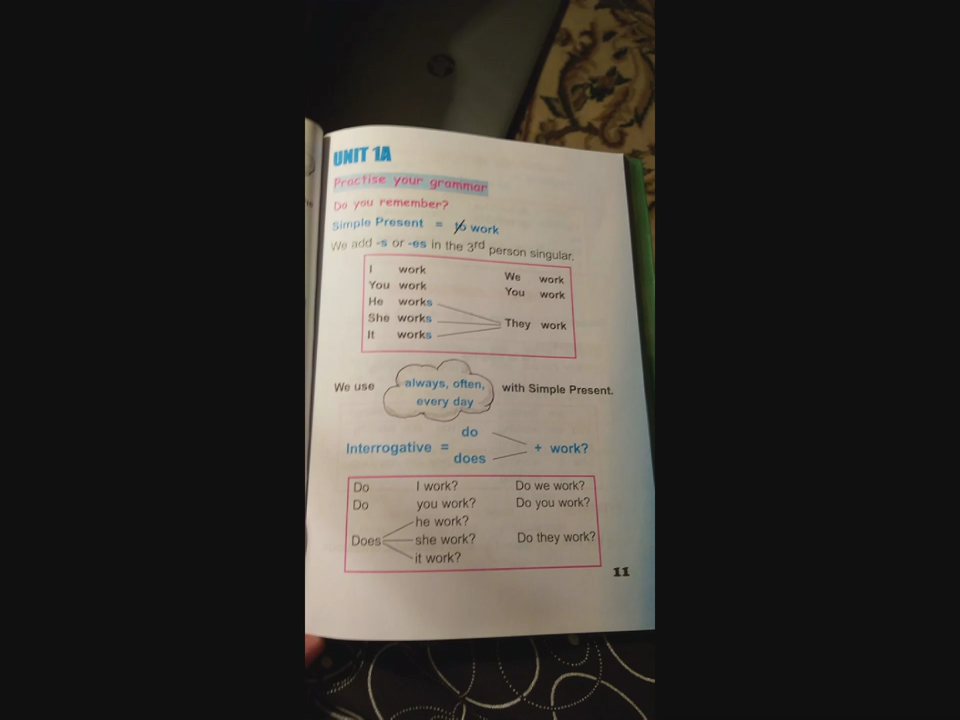 UNIT 1A
Practise your grammar
Do you remember?
Simple Present = to work
We add -s or -es in the 3rd person singular.
I work We work
You work You work
He works
She works They work
It works
We use always, often, every day with Simple Present.
Interrogative = do does + work?
Do I work? Do we work?
Do you work? Do you work?
he work?
Does she work? Do they work?
it work?
11